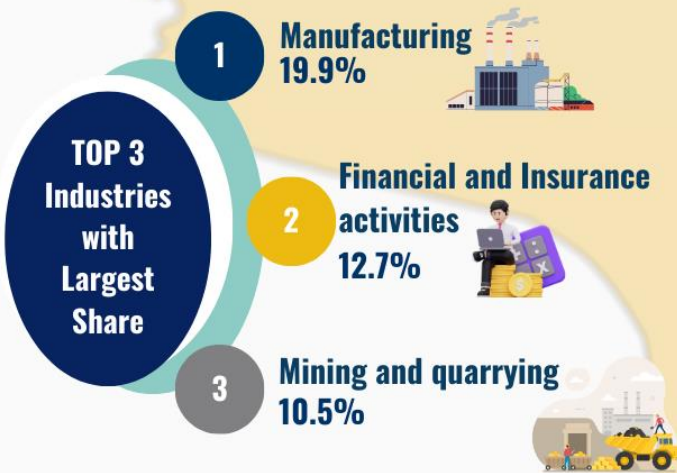 TOP 3
Industries
with
Largest
Share
1
Manufacturing
19.9%
2
Financial and Insurance
activities
12.7%
$
3
Mining and quarrying
10.5%